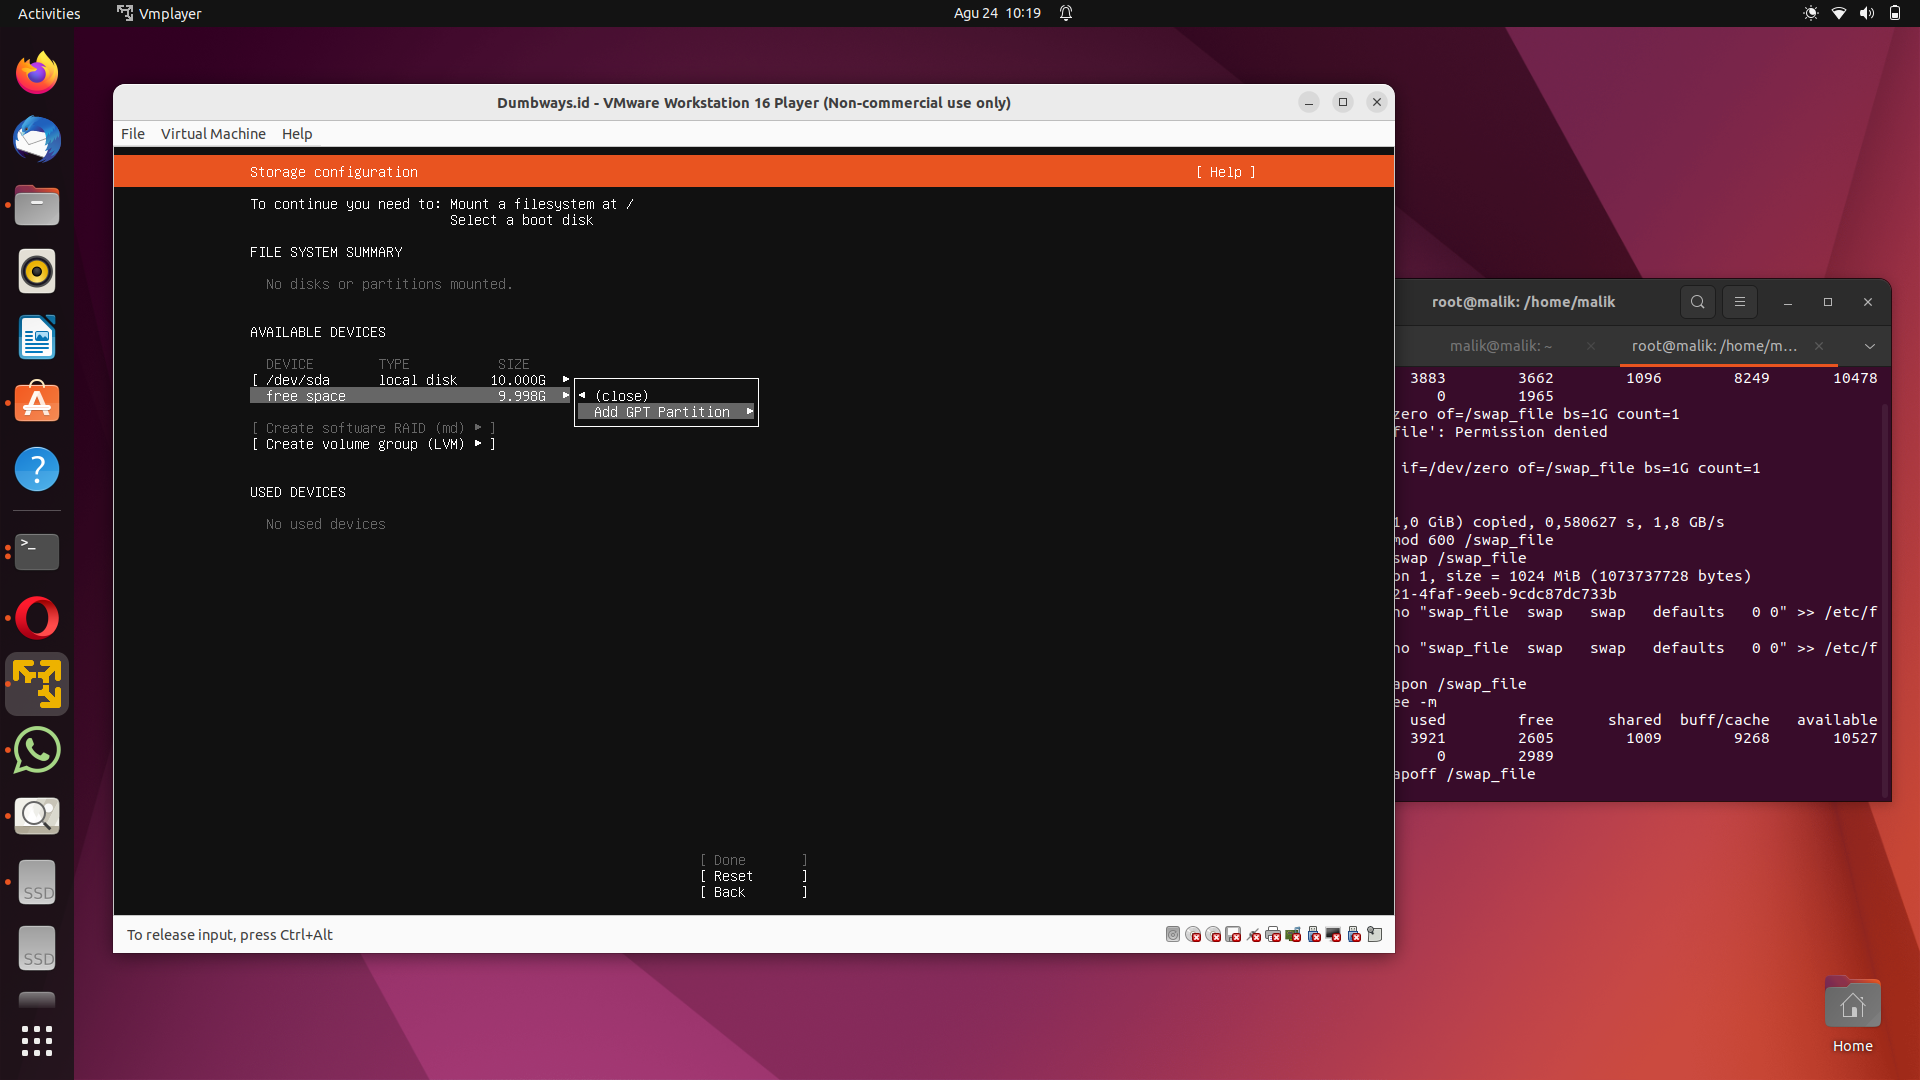 Activities
Vmplayer
Agu 24 10:19
Dumbways.id - VMware Workstation 16 Player (Non-commercial use only)
File Virtual Machine Help
Storage configuration [ Help ]
To continue you need to: Mount a filesystem at /
Select a boot disk
FILE SYSTEM SUMMARY
No disks or partitions mounted.
AVAILABLE DEVICES
DEVICE TYPE SIZE
[ /dev/sda local disk 10.000G ▸
free space 9.998G ▸
◂ (close)
Add GPT Partition ▸
[ Create software RAID (md) ▸ ]
[ Create volume group (LVM) ▸ ]
USED DEVICES
No used devices
[ Done ]
[ Reset ]
[ Back ]
To release input, press Ctrl+Alt
root@malik: /home/malik
malik@malik: ~
root@malik: /home/m...
3883 3662 1096 8249 10478
0 1965
zero of=/swap_file bs=1G count=1
file': Permission denied
if=/dev/zero of=/swap_file bs=1G count=1
1,0 GiB) copied, 0,580627 s, 1,8 GB/s
mod 600 /swap_file
swap /swap_file
on 1, size = 1024 MiB (1073737728 bytes)
21-4faf-9eeb-9cdc87dc733b
ho "swap_file swap swap defaults 0 0" >> /etc/f
ho "swap_file swap swap defaults 0 0" >> /etc/f
apon /swap_file
ee -m
used free shared buff/cache available
3921 2605 1009 9268 10527
0 2989
apoff /swap_file
SSD
SSD
Home